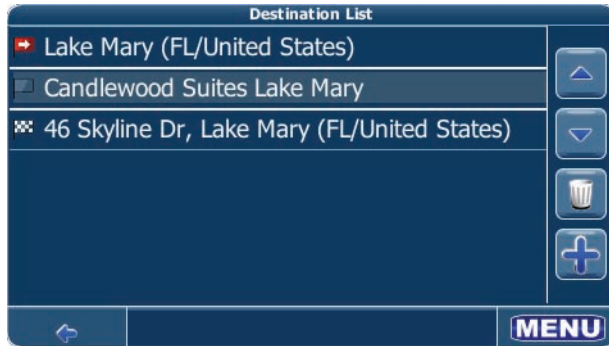 Destination List
Lake Mary (FL/United States)
Candlewood Suites Lake Mary
46 Skyline Dr, Lake Mary (FL/United States)
MENU